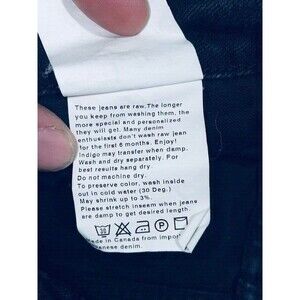 These jeans are raw.The longer
you keep from washing them, the
more special and personalized
they will get. Many denim
enthusiasts don't wash raw jean
for the first 6 months. Enjoy!
Indigo may transfer when damp.
Wash and dry separately. For
best results hang dry.
Do not machine dry.
To preserve color, wash inside
out in cold water (30 Deg.)
May shrink up to 3%.
Please stretch inseam when jeans
are damp to get desired length.
ade in Canada from im
anese denim.